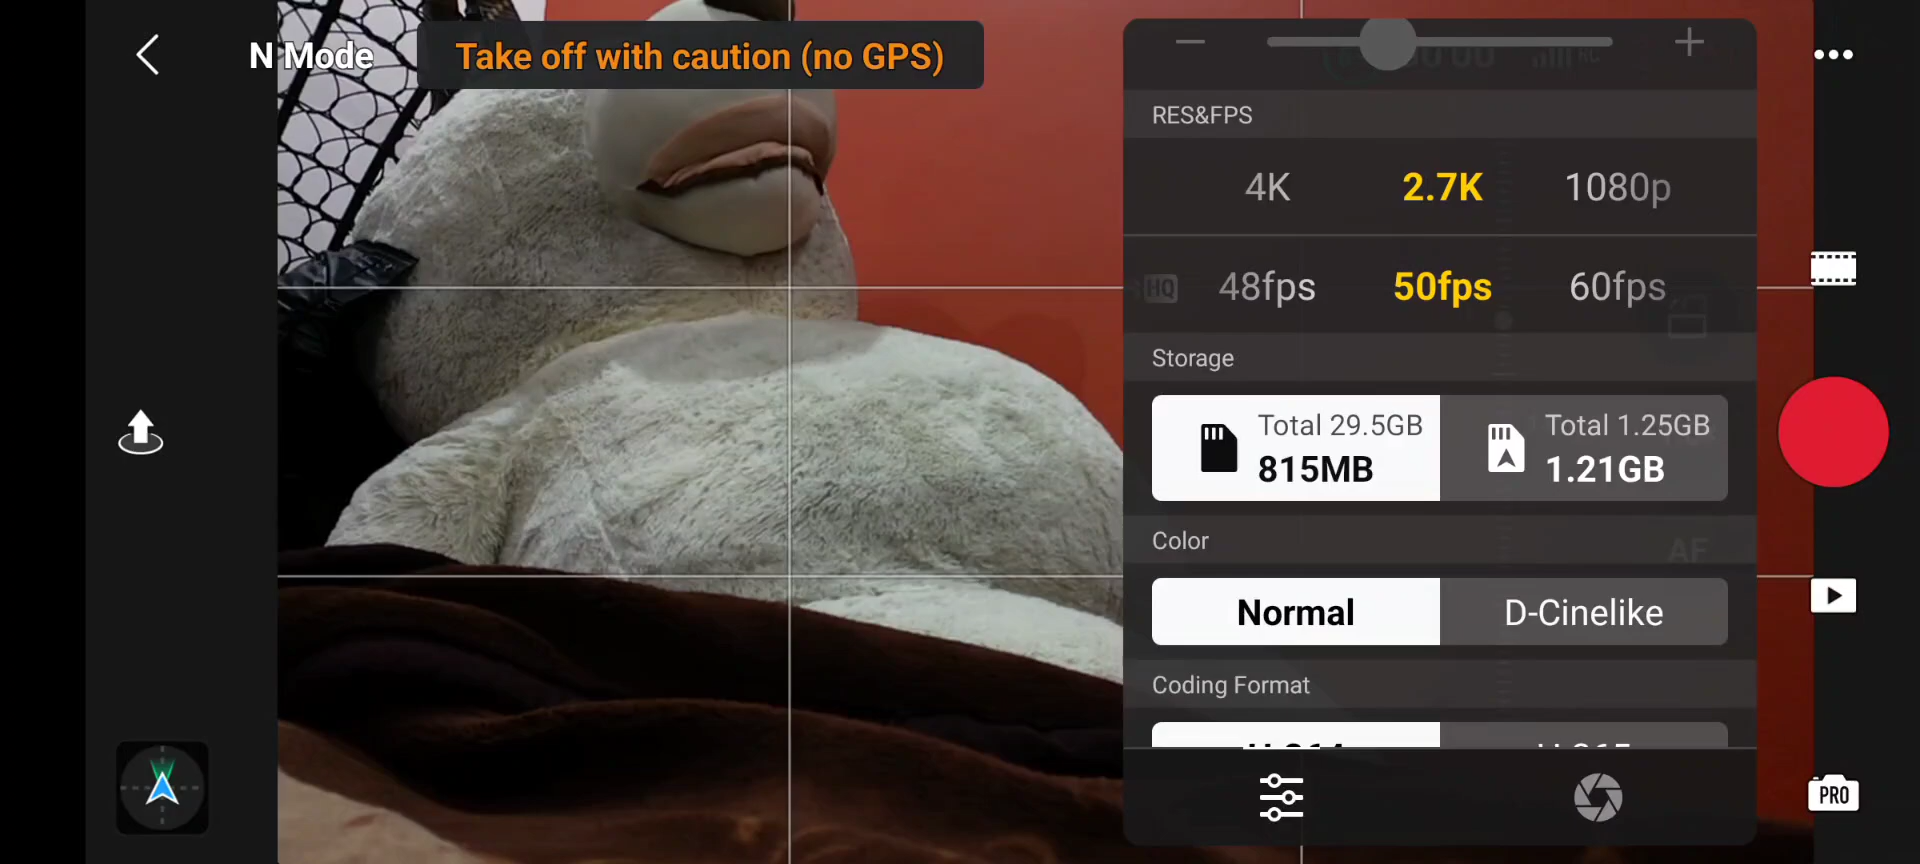 N Mode
Take off with caution (no GPS)
RES&FPS
4K 2.7K 1080p
HQ 48fps 50fps 60fps
Storage
Total 29.5GB
815MB
Total 1.25GB
1.21GB
Color
AF
Normal D-Cinelike
Coding Format
PRO